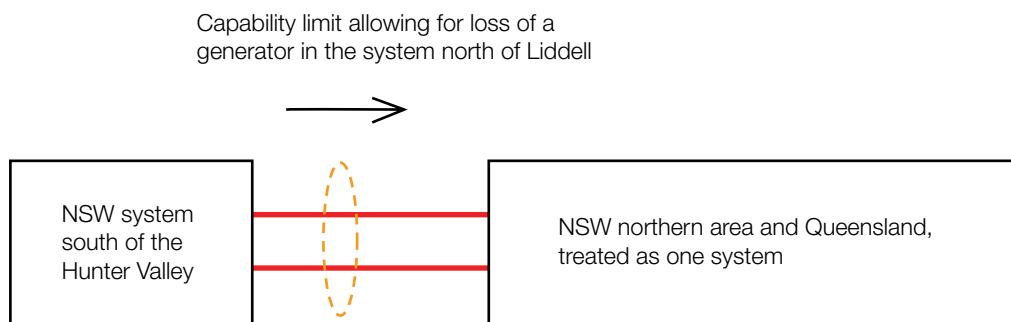 Capability limit allowing for loss of a
generator in the system north of Liddell
NSW system
south of the
Hunter Valley
NSW northern area and Queensland,
treated as one system